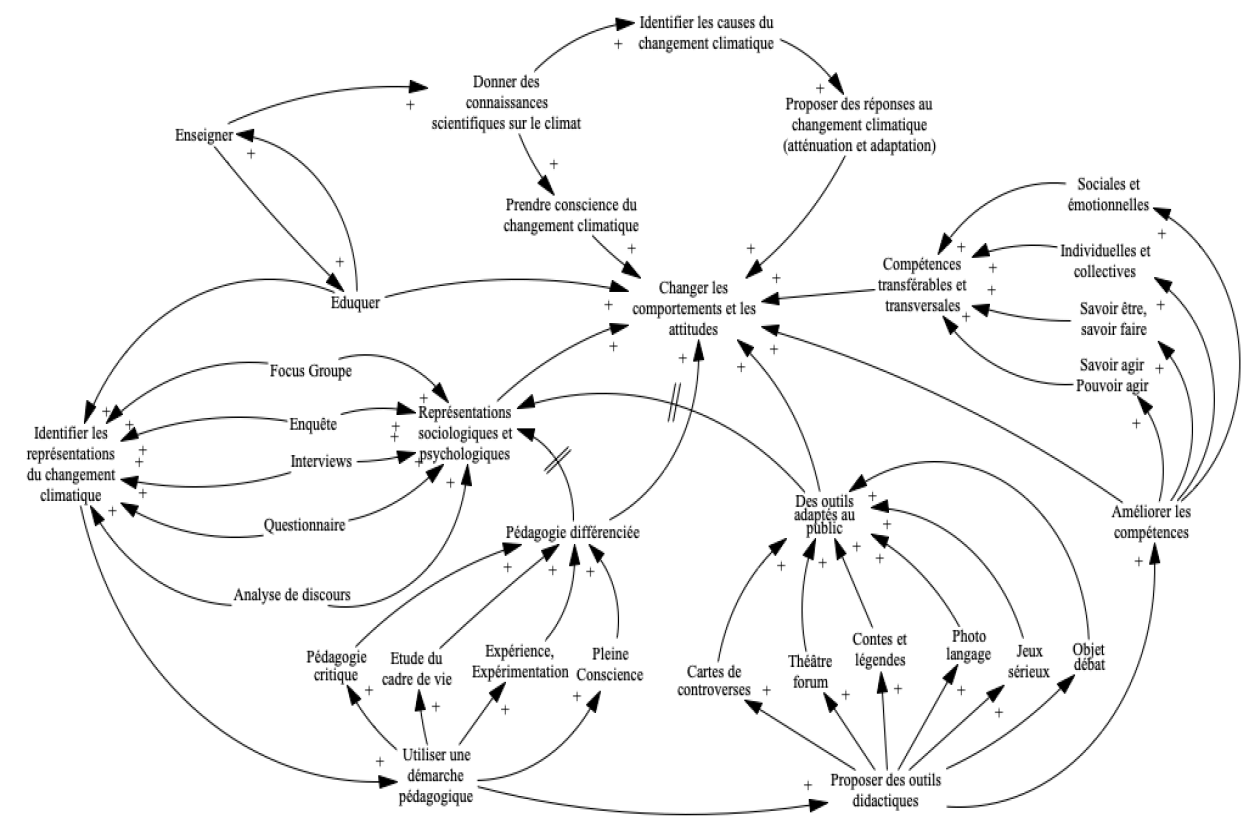 Identifier les causes du
changement climatique
+
Donner des
connaissances
scientifiques sur le climat
+
+
Proposer des réponses au
changement climatique
(atténuation et adaptation)
Enseigner
+
+
Prendre conscience du
changement climatique
+
+
Sociales et
émotionnelles
+
Individuelles et
collectives
+
Savoir être,
savoir faire
+
Savoir agir
Pouvoir agir
+
Compétences
transférables et
transversales
+
+
+
+
Eduquer
+
Changer les
comportements et les
attitudes
+
+
+
+
+
+
Focus Groupe
Enquête
Interviews
Questionnaire
Analyse de discours
Identifier les
représentations
du changement
climatique
+
+
+
+
+
+
Représentations
sociologiques et
psychologiques
+
+
+
+
+
Pédagogie différenciée
+
+
+
Des outils
adaptés au
public
+
+
+
+
+
+
Améliorer les
compétences
+
Pédagogie
critique
+
Etude du
cadre de vie
+
Expérience,
Expérimentation
+
Pleine
Conscience
+
Cartes de
controverses
+
Théâtre
forum
+
Contes et
légendes
+
Photo
langage
+
Jeux
sérieux
+
Objet
débat
Utiliser une
démarche
pédagogique
+
Proposer des outils
didactiques
+